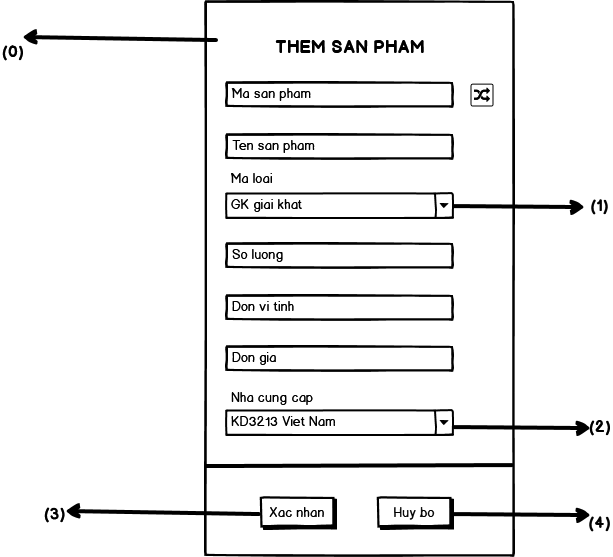 (0)
THEM SAN PHAM
Ma san pham
Ten san pham
Ma loai
GK giai khat
(1)
So luong
Don vi tinh
Don gia
Nha cung cap
KD3213 Viet Nam
(2)
(3)
Xac nhan
Huy bo
(4)